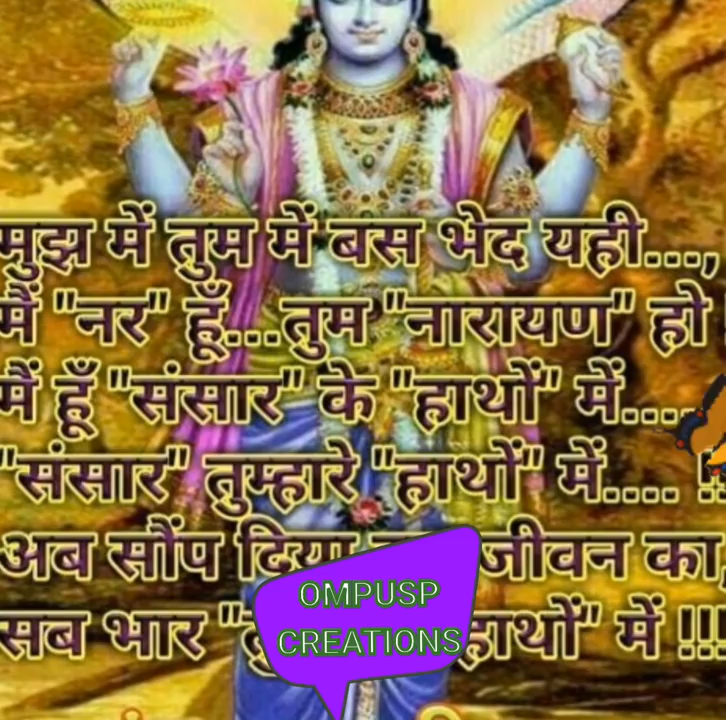 मुझ में तुम में बस भेद यही...,
मैं "नर" हूँ...तुम "नारायण" हो
मैं हूँ "संसार" के "हाथों" में....
"संसार" तुम्हारे "हाथों" में.... !!
अब सौंप दिया जीवन का
सब भार हाथों" में !!!
OMPUSP
CREATIONS